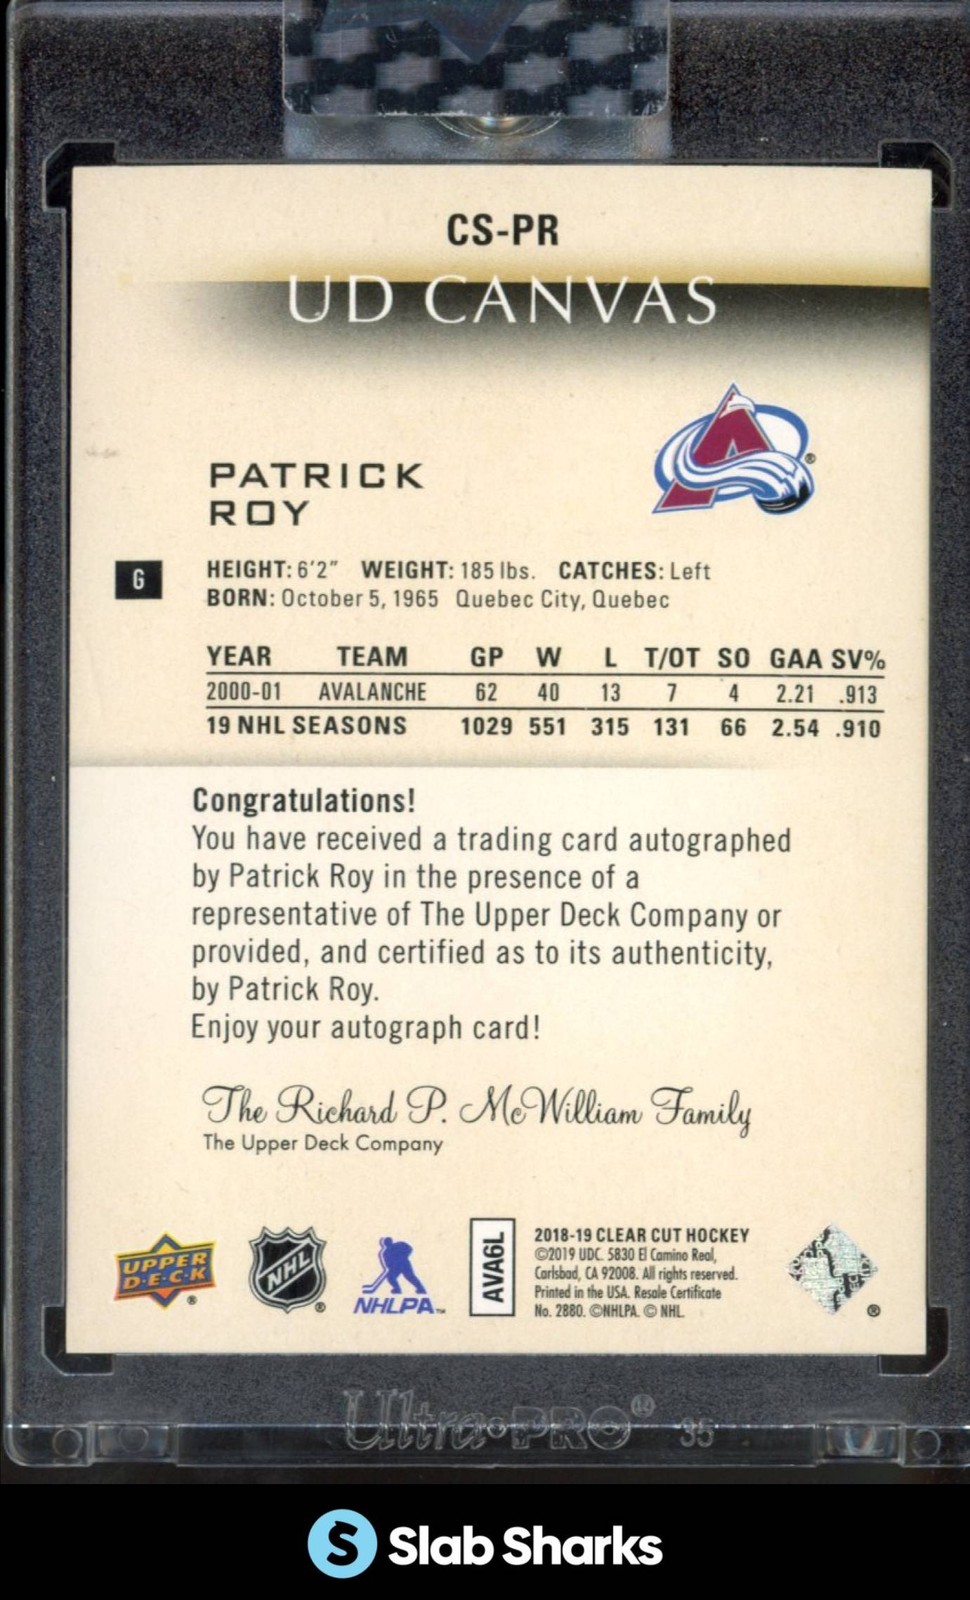 CS-PR
UD CANVAS
PATRICK
ROY
G
HEIGHT: 6'2" WEIGHT: 185 lbs. CATCHES: Left
BORN: October 5, 1965 Quebec City, Quebec
YEAR TEAM GP W L T/OT SO GAA SV%
2000-01 AVALANCHE 62 40 13 7 4 2.21 .913
19 NHL SEASONS 1029 551 315 131 66 2.54 .910
Congratulations!
You have received a trading card autographed
by Patrick Roy in the presence of a
representative of The Upper Deck Company or
provided, and certified as to its authenticity,
by Patrick Roy.
Enjoy your autograph card!
The Richard P. McWilliam Family
The Upper Deck Company
UPPER
D·E·C·K
®
NHL
®
NHLPA™
AVA6L
2018-19 CLEAR CUT HOCKEY
©2019 UDC. 5830 El Camino Real,
Carlsbad, CA 92008. All rights reserved.
Printed in the USA. Resale Certificate
No. 2880. ©NHLPA. © NHL.
®
Ultra·PRO® 35
S Slab Sharks